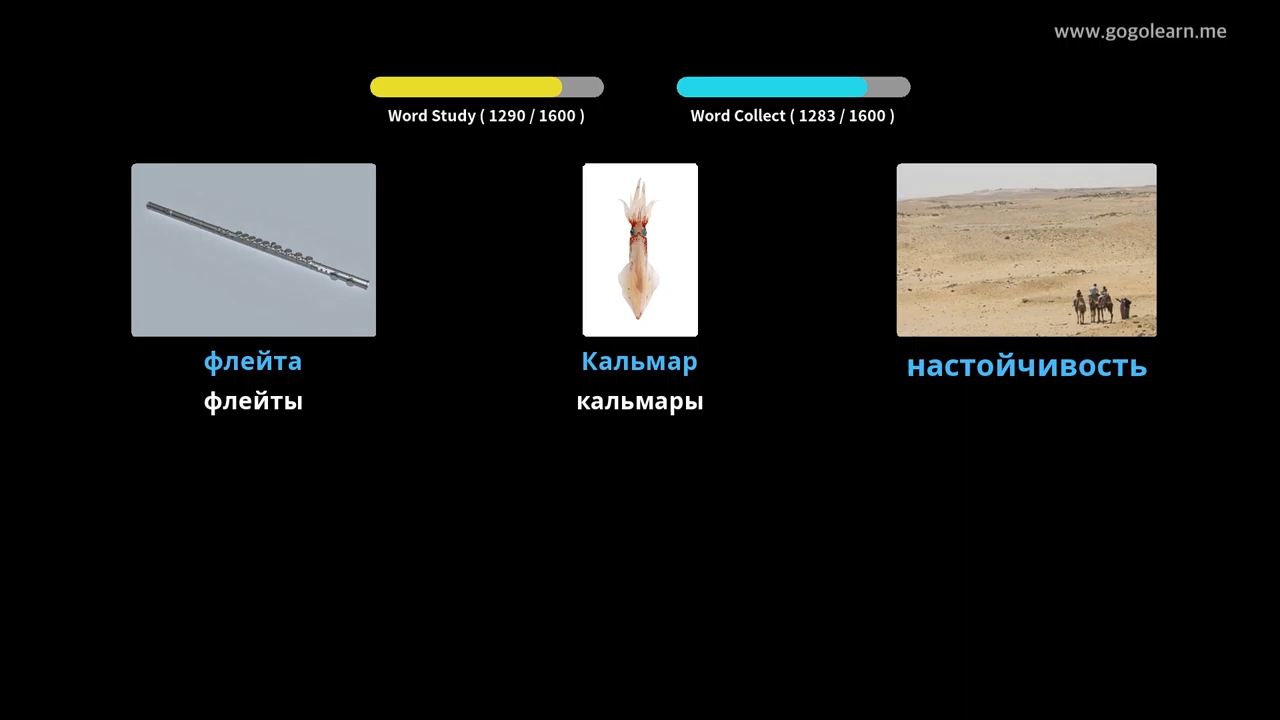 www.gogolearn.me
Word Study ( 1290 / 1600 )
Word Collect ( 1283 / 1600 )
флейта
флейты
Кальмар
кальмары
настойчивость